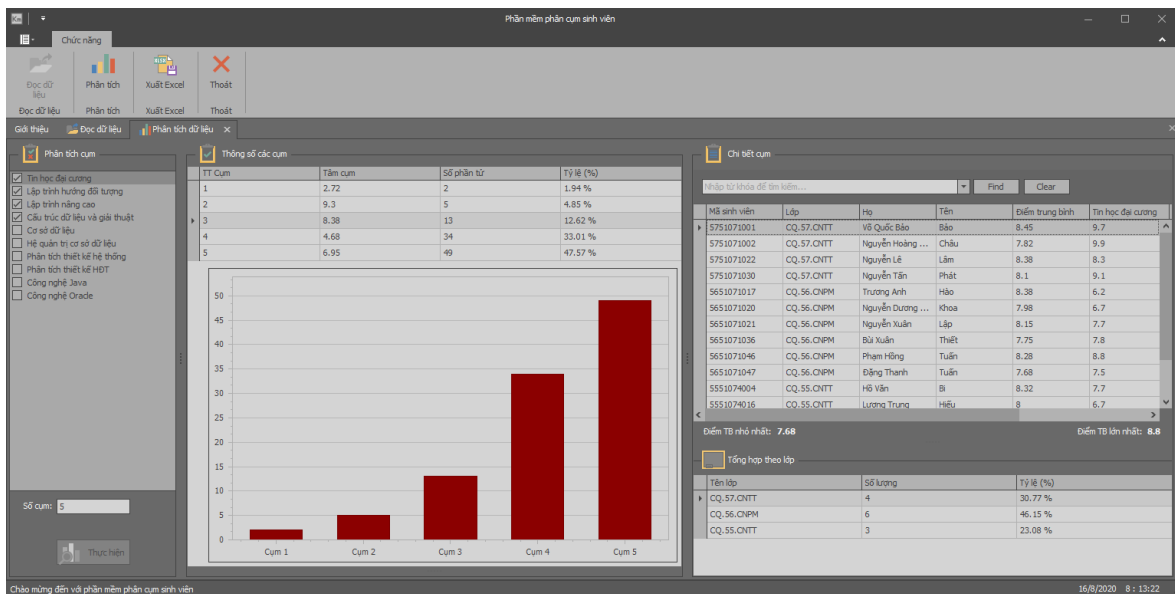 Phần mềm phân cụm sinh viên
Chức năng
Đọc dữ liệu
Phân tích
Xuất Excel
Thoát
Đọc dữ liệu Phân tích Xuất Excel Thoát
Giới thiệu Đọc dữ liệu Phân tích dữ liệu
Phân tích cụm
Tin học đại cương
Lập trình hướng đối tượng
Lập trình nâng cao
Cấu trúc dữ liệu và giải thuật
Cơ sở dữ liệu
Hệ quản trị cơ sở dữ liệu
Phân tích thiết kế hệ thống
Phân tích thiết kế HĐT
Công nghệ Java
Công nghệ Oracle
Số cụm: 5
Thực hiện
Thông số các cụm
TT Cụm Tâm cụm Số phần tử Tỷ lệ (%)
1 2.72 2 1.94 %
2 9.3 5 4.85 %
3 8.38 13 12.62 %
4 4.68 34 33.01 %
5 6.95 49 47.57 %
50
45
40
35
30
25
20
15
10
5
0
Cụm 1 Cụm 2 Cụm 3 Cụm 4 Cụm 5
Chi tiết cụm
Nhập từ khóa để tìm kiếm... Find Clear
Mã sinh viên Lớp Họ Tên Điểm trung bình Tin học đại cương
5751071001 CQ.57.CNTT Võ Quốc Bảo Bảo 8.45 9.7
5751071002 CQ.57.CNTT Nguyễn Hoàng ... Châu 7.82 9.9
5751071022 CQ.57.CNTT Nguyễn Lê Lãm 8.38 8.3
5751071030 CQ.57.CNTT Nguyễn Tấn Phát 8.1 9.1
5651071017 CQ.56.CNPM Trương Anh Hào 8.38 6.2
5651071020 CQ.56.CNPM Nguyễn Dương ... Khoa 7.98 6.7
5651071021 CQ.56.CNPM Nguyễn Xuân Lập 8.15 7.7
5651071036 CQ.56.CNPM Bùi Xuân Thiết 7.75 7.8
5651071046 CQ.56.CNPM Phạm Hồng Tuấn 8.28 8.8
5651071047 CQ.56.CNPM Đặng Thanh Tuấn 7.68 7.5
5551074004 CQ.55.CNTT Hồ Văn Bi 8.32 7.7
5551074016 CQ.55.CNTT Lương Trung Hiếu 8 6.7
Điểm TB nhỏ nhất: 7.68 Điểm TB lớn nhất: 8.8
Tổng hợp theo lớp
Tên lớp Số lượng Tỷ lệ (%)
CQ.57.CNTT 4 30.77 %
CQ.56.CNPM 6 46.15 %
CQ.55.CNTT 3 23.08 %
Chào mừng đến với phần mềm phân cụm sinh viên 16/8/2020 8 : 13:22